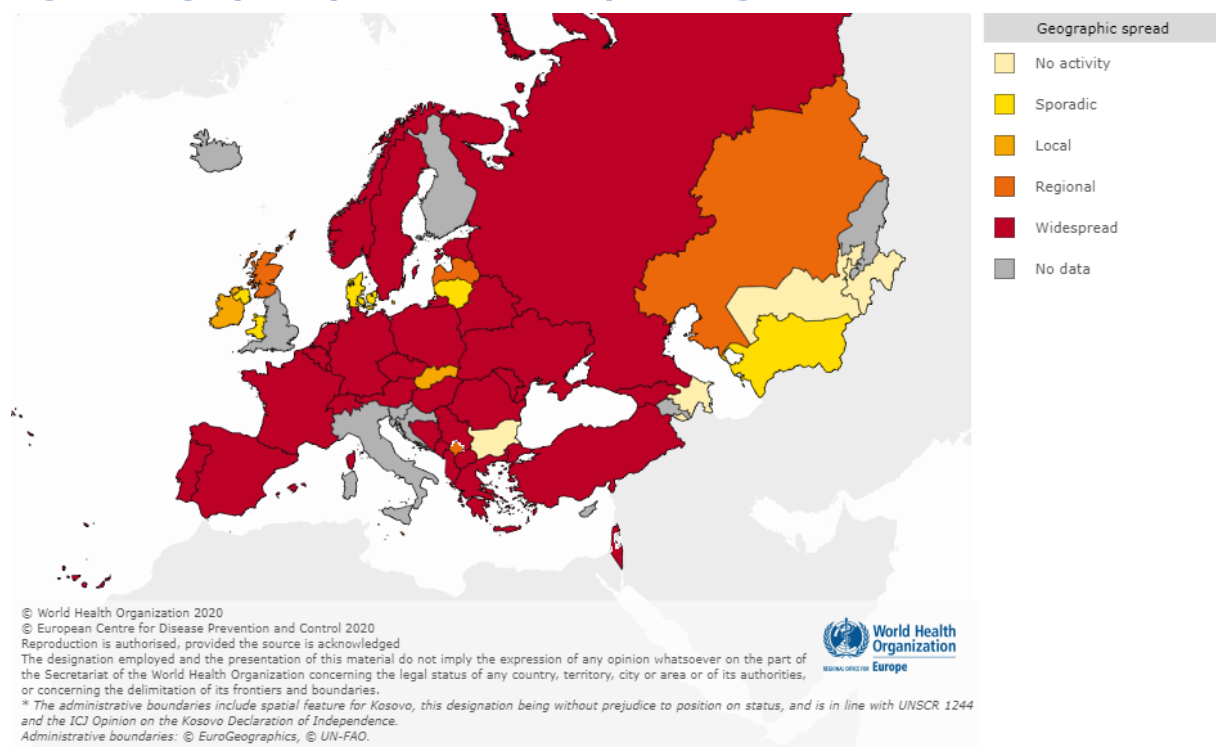 Geographic spread
No activity
Sporadic
Local
Regional
Widespread
No data
© World Health Organization 2020
© European Centre for Disease Prevention and Control 2020
Reproduction is authorised, provided the source is acknowledged
The designation employed and the presentation of this material do not imply the expression of any opinion whatsoever on the part of
the Secretariat of the World Health Organization concerning the legal status of any country, territory, city or area or of its authorities,
or concerning the delimitation of its frontiers and boundaries.
* The administrative boundaries include spatial feature for Kosovo, this designation being without prejudice to position on status, and is in line with UNSCR 1244
and the ICJ Opinion on the Kosovo Declaration of Independence.
Administrative boundaries: © EuroGeographics, © UN-FAO.
World Health
Organization
REGIONAL OFFICE FOR Europe